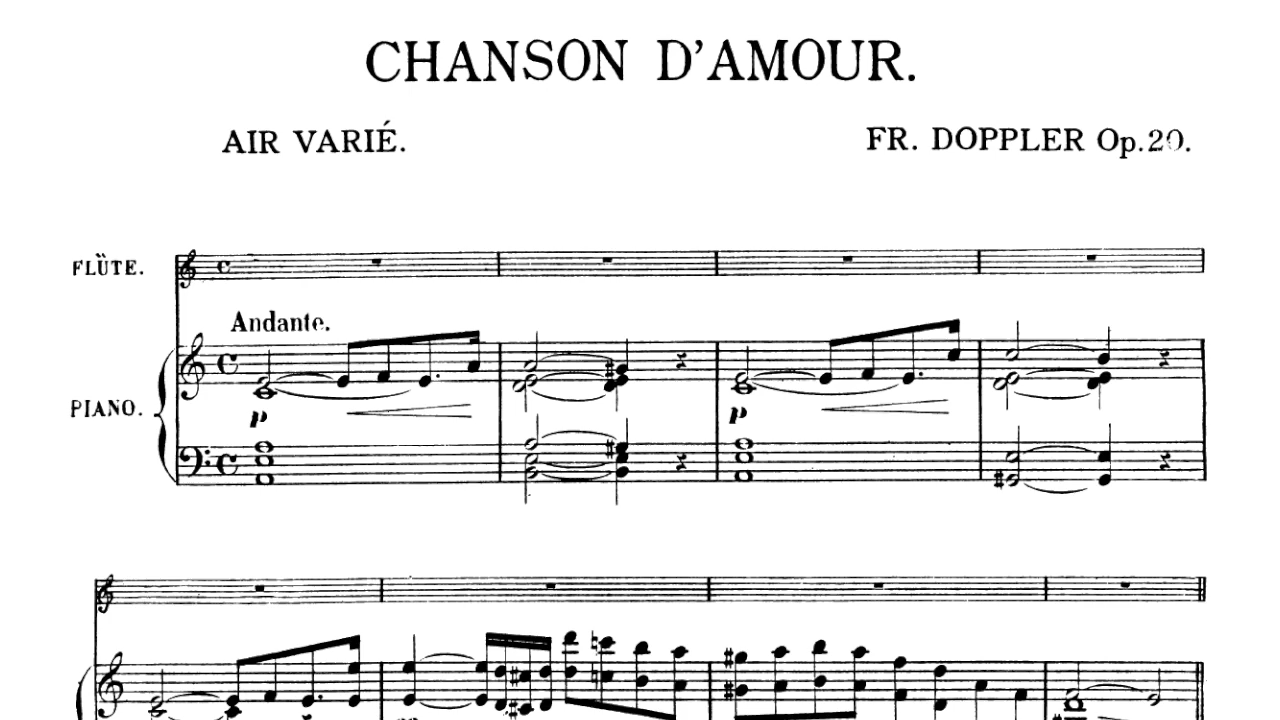 CHANSON D'AMOUR.
AIR VARIÉ.
FR. DOPPLER Op.20.
FLÛTE.
Andante.
PIANO.
p
p